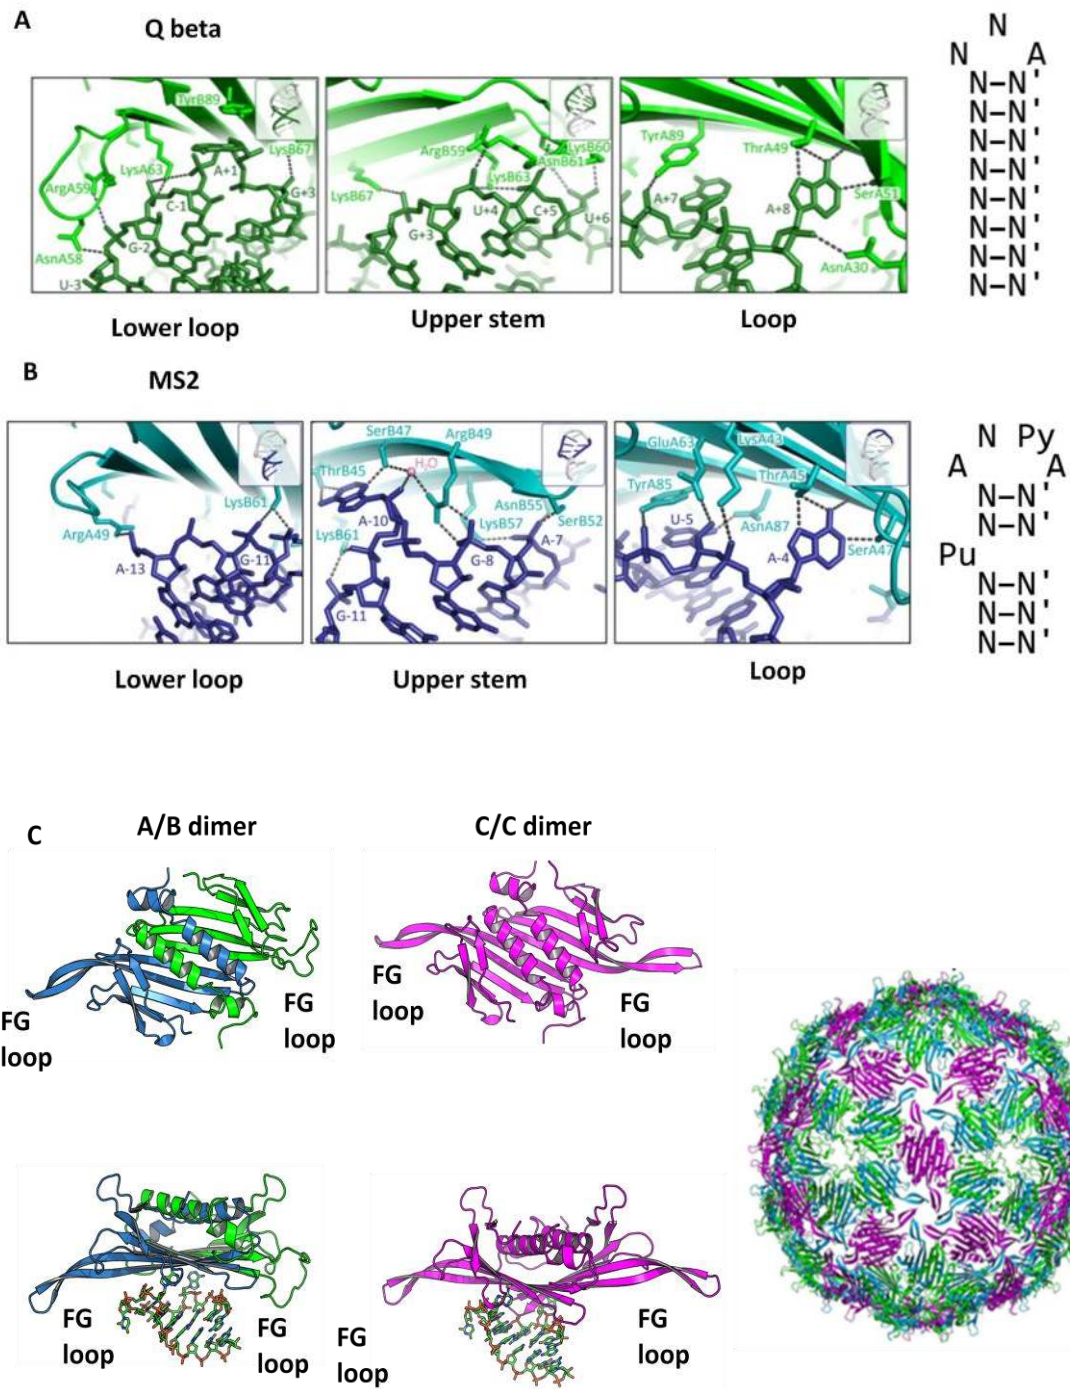 A
Q beta
TyrB89
LysB67
LysA63
A+1
ArgA59
C-1
G+3
G-2
AsnA58
U-3
Lower loop
ArgB59
LysB60
AsnB61
LysB63
LysB67
U+4
C+5
U+6
G+3
Upper stem
TyrA89
ThrA49
A+7
SerA51
A+8
AsnA30
Loop
N
N A
N-N'
N-N'
N-N'
N-N'
N-N'
N-N'
N-N'
N-N'
B
MS2
LysB61
ArgA49
G-11
A-13
Lower loop
SerB47
ArgB49
H₂O
ThrB45
AsnB55
A-10
SerB52
LysB57
LysB61
A-7
G-8
G-11
Upper stem
GluA63
LysA43
ThrA45
TyrA85
U-5
AsnA87
A-4
SerA47
Loop
N Py
A A
N-N'
N-N'
Pu
N-N'
N-N'
N-N'
C
A/B dimer
C/C dimer
FG
loop
FG
loop
FG
loop
FG
loop
FG
loop
FG
loop
FG
loop
FG
loop